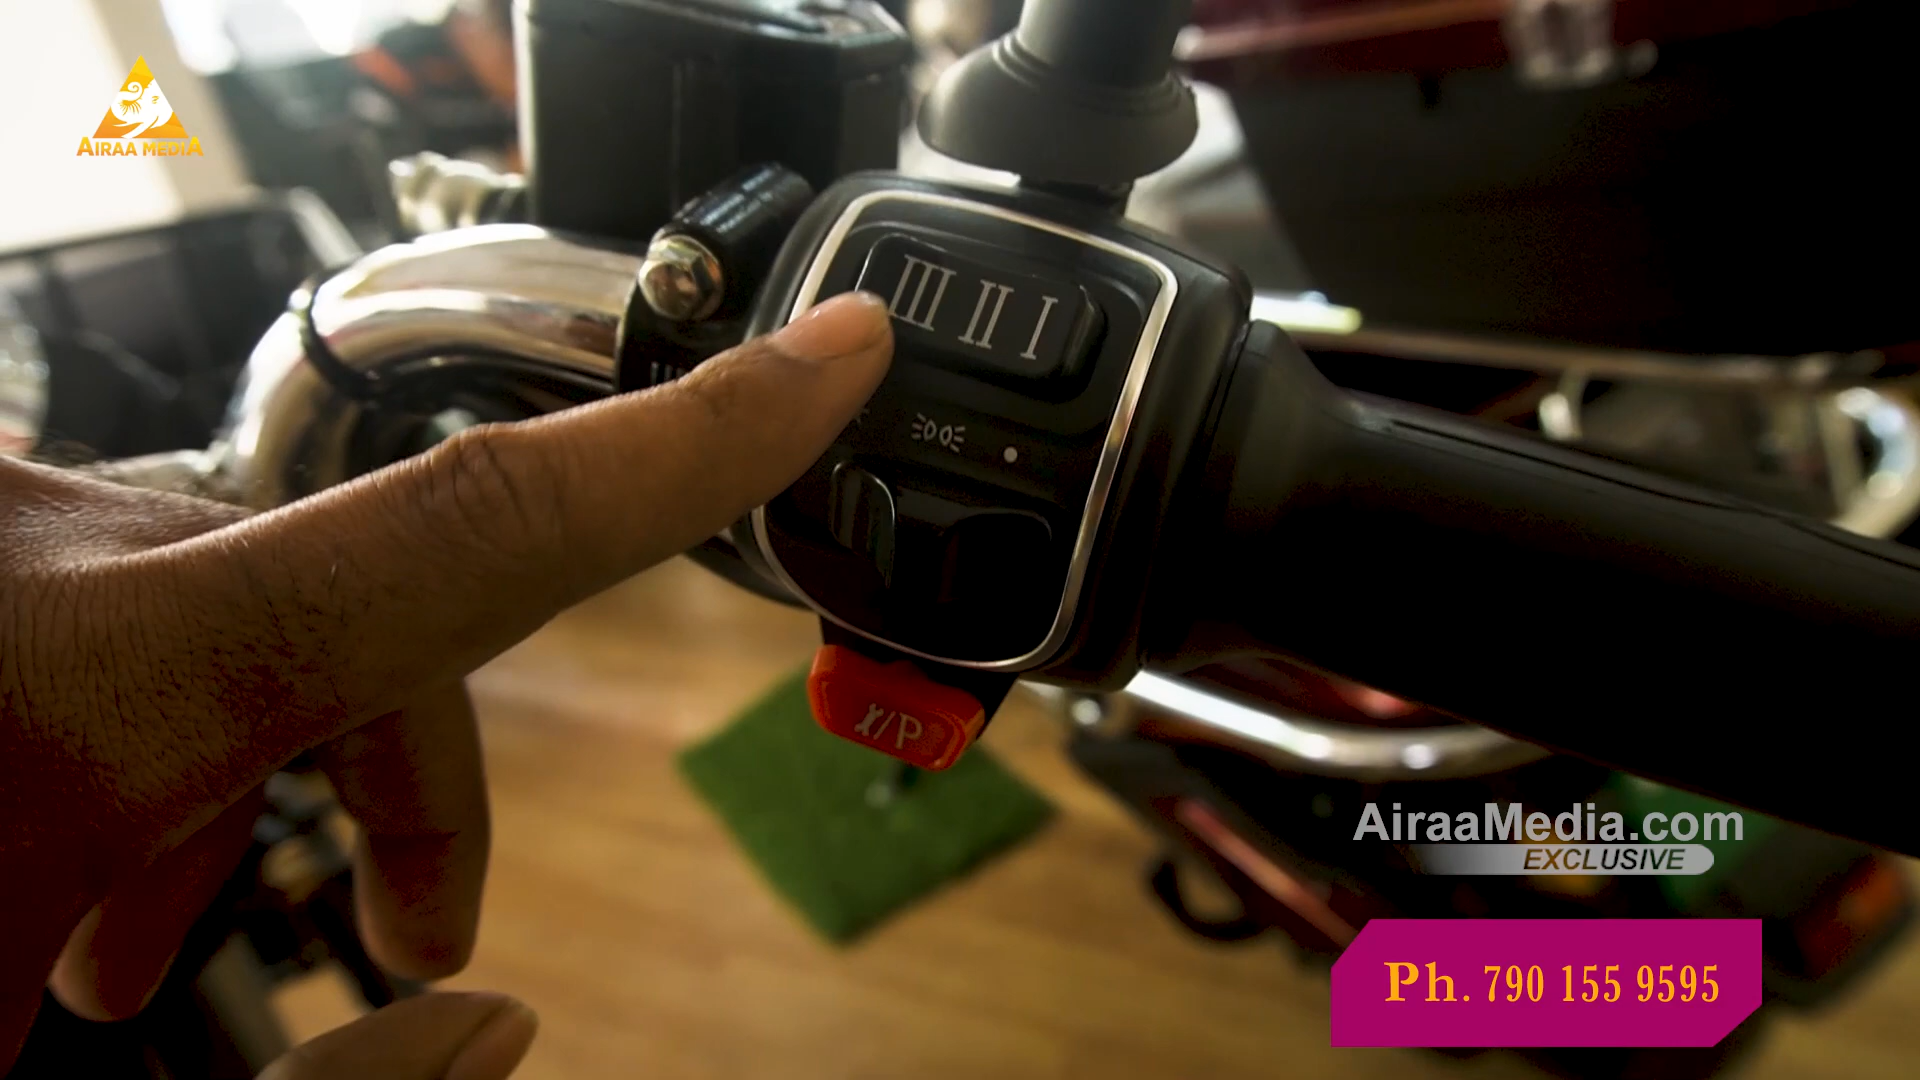 AIRAA MEDIA
III II I
/P
AiraaMedia.com
EXCLUSIVE
Ph. 790 155 9595